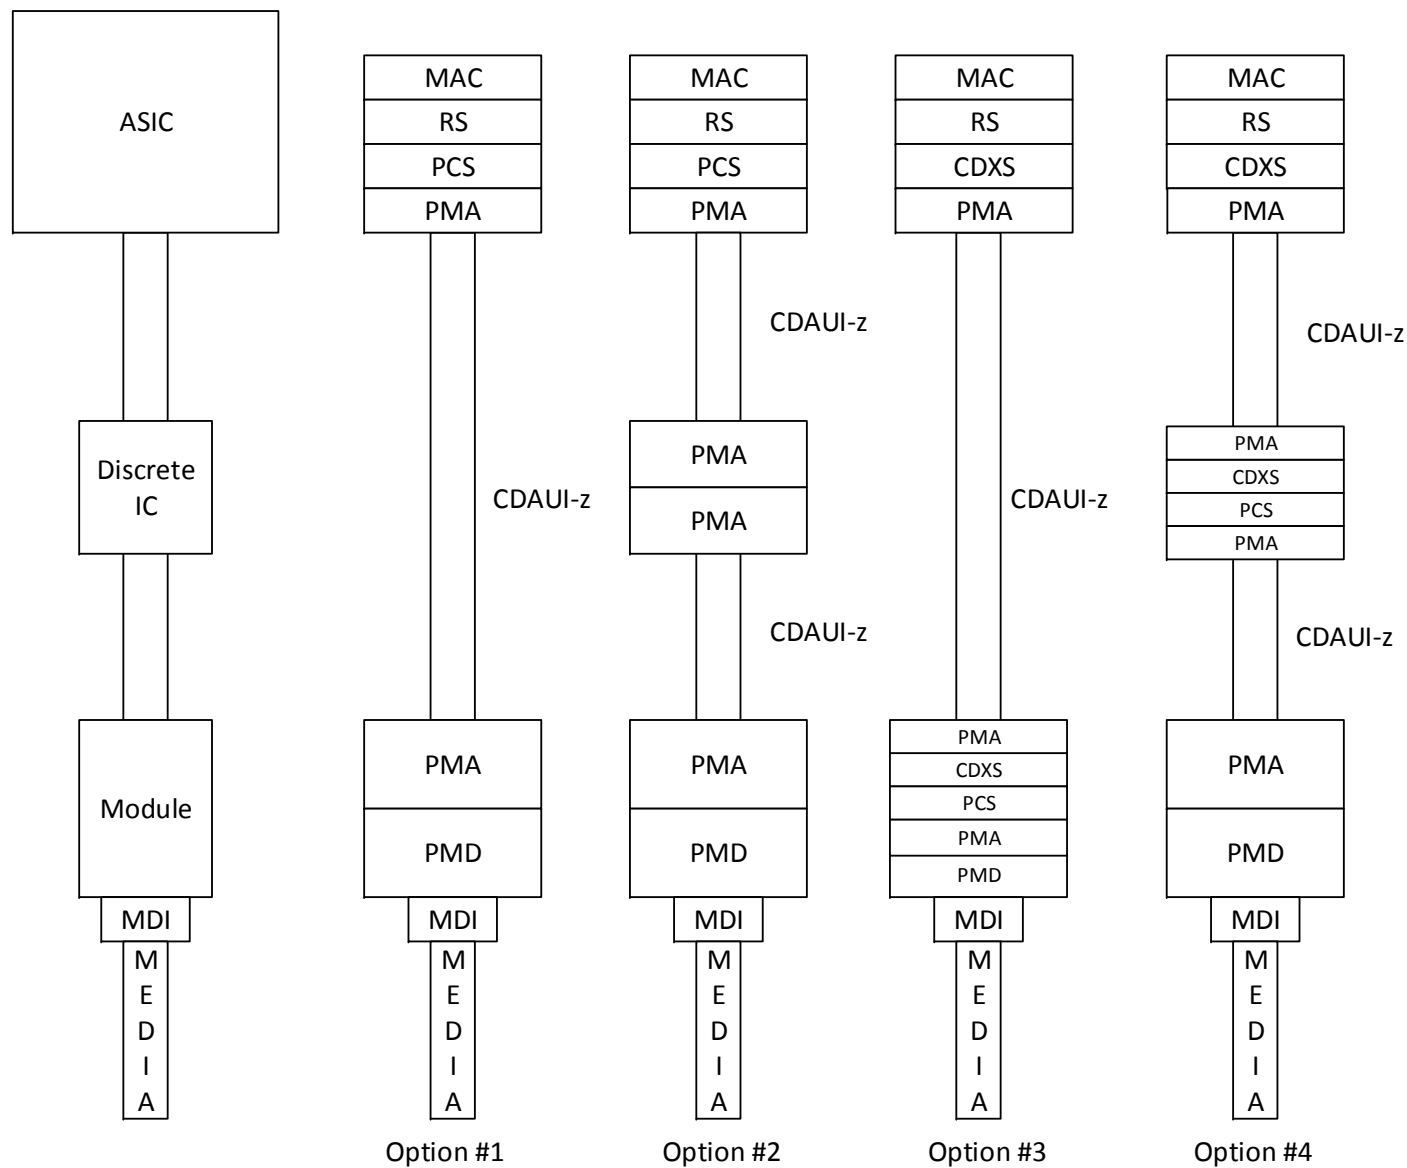 ASIC
Discrete
IC
Module
MDI
M
E
D
I
A
MAC
RS
PCS
PMA
CDAUI-z
PMA
PMD
MDI
M
E
D
I
A
Option #1
MAC
RS
PCS
PMA
CDAUI-z
PMA
PMA
CDAUI-z
PMA
PMD
MDI
M
E
D
I
A
Option #2
MAC
RS
CDXS
PMA
CDAUI-z
PMA
CDXS
PCS
PMA
PMD
MDI
M
E
D
I
A
Option #3
MAC
RS
CDXS
PMA
CDAUI-z
PMA
CDXS
PCS
PMA
CDAUI-z
PMA
PMD
MDI
M
E
D
I
A
Option #4